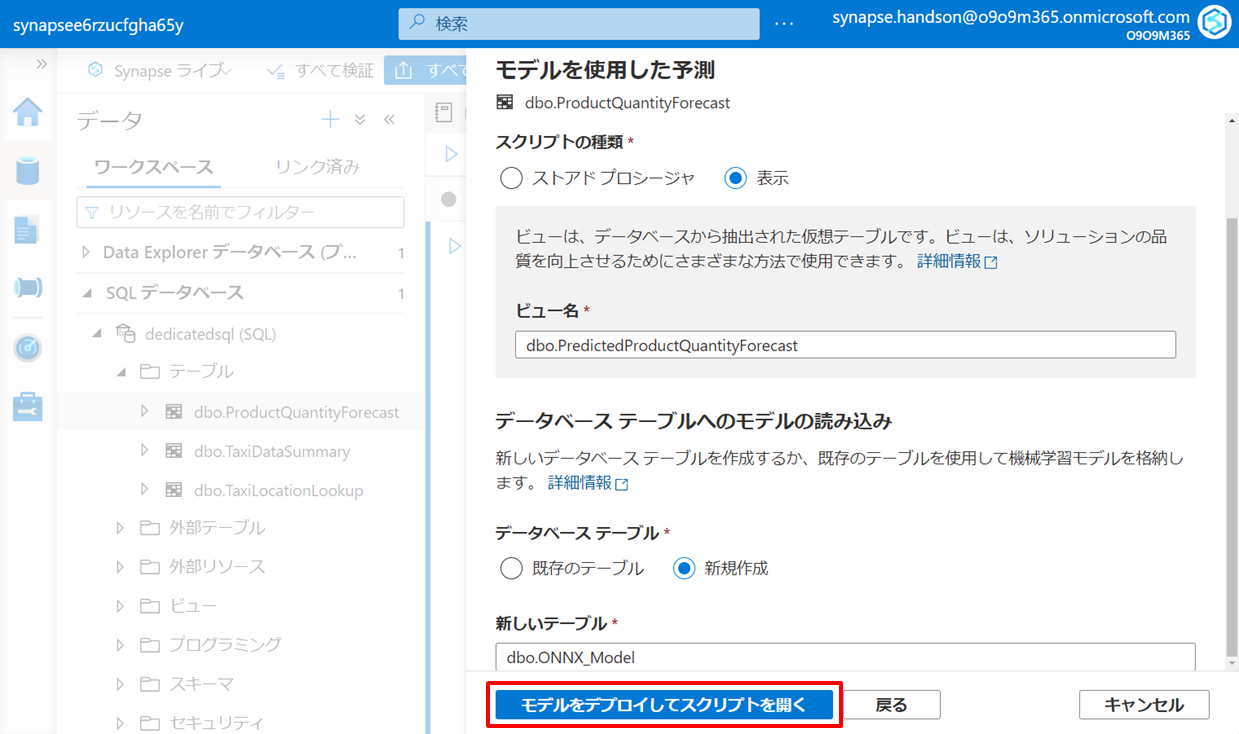 synapsee6rzucfgha65y
検索
synapse.handson@o9o9m365.onmicrosoft.com
O9O9M365
Synapse ライブ
すべて検証
すべて
データ
ワークスペース
リンク済み
リソースを名前でフィルター
Data Explorer データベース (プ... 1
SQL データベース 1
dedicatedsql (SQL)
テーブル
dbo.ProductQuantityForecast
dbo.TaxiDataSummary
dbo.TaxiLocationLookup
外部テーブル
外部リソース
ビュー
プログラミング
スキーマ
セキュリティ
モデルを使用した予測
dbo.ProductQuantityForecast
スクリプトの種類 *
ストアド プロシージャ
表示
ビューは、データベースから抽出された仮想テーブルです。ビューは、ソリューションの品
質を向上させるためにさまざまな方法で使用できます。 詳細情報
ビュー名 *
dbo.PredictedProductQuantityForecast
データベース テーブルへのモデルの読み込み
新しいデータベース テーブルを作成するか、既存のテーブルを使用して機械学習モデルを格納し
ます。 詳細情報
データベース テーブル *
既存のテーブル
新規作成
新しいテーブル *
dbo.ONNX_Model
モデルをデプロイしてスクリプトを開く
戻る
キャンセル